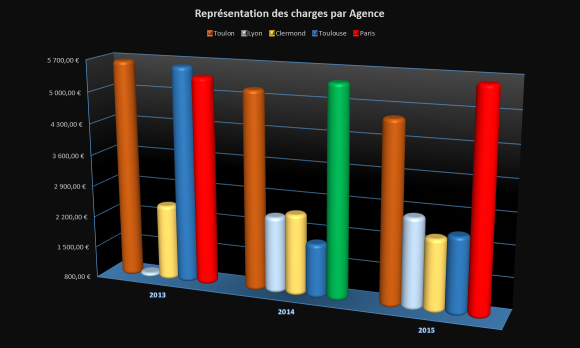 Représentation des charges par Agence
Toulon Lyon Clermond Toulouse Paris
5 700,00 €
5 000,00 €
4 300,00 €
3 600,00 €
2 900,00 €
2 200,00 €
1 500,00 €
800,00 €
2013
2014
2015